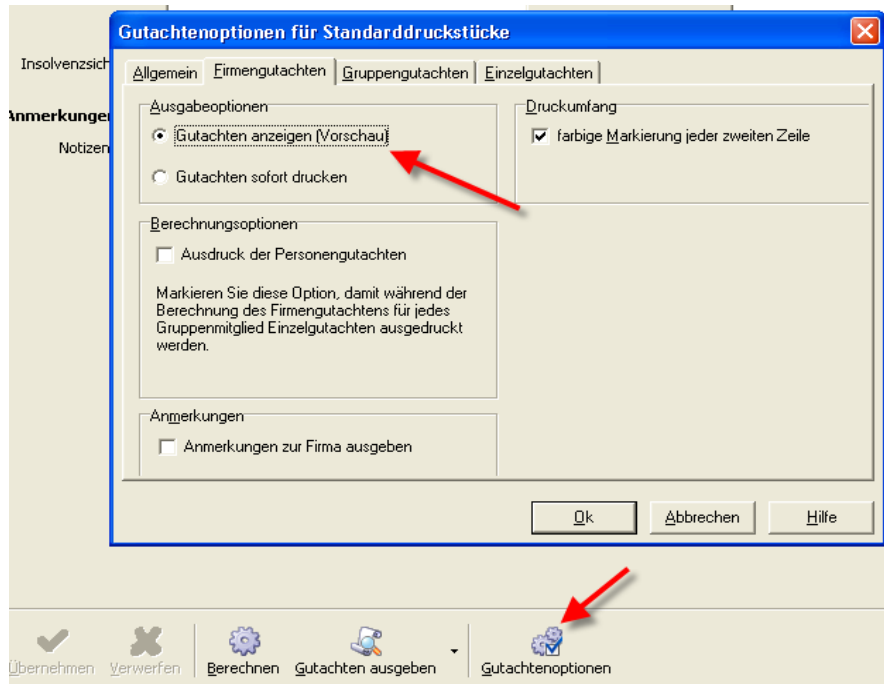 Gutachtenoptionen für Standarddruckstücke
Insolvenzsich
Allgemein Firmengutachten Gruppengutachten Einzelgutachten
Anmerkunge
Notizen
Ausgabeoptionen
Gutachten anzeigen (Vorschau)
Gutachten sofort drucken
Druckumfang
farbige Markierung jeder zweiten Zeile
Berechnungsoptionen
Ausdruck der Personengutachten
Markieren Sie diese Option, damit während der
Berechnung des Firmengutachtens für jedes
Gruppenmitglied Einzelgutachten ausgedruckt
werden.
Anmerkungen
Anmerkungen zur Firma ausgeben
Ok Abbrechen Hilfe
Übernehmen Verwerfen Berechnen Gutachten ausgeben Gutachtenoptionen